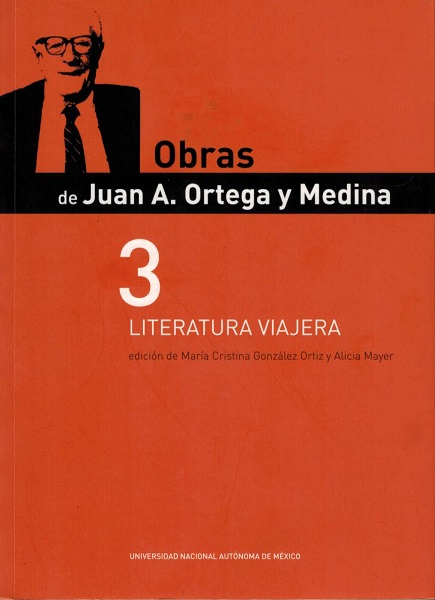 Obras
de Juan A. Ortega y Medina
3
LITERATURA VIAJERA
edición de María Cristina González Ortiz y Alicia Mayer
UNIVERSIDAD NACIONAL AUTÓNOMA DE MÉXICO